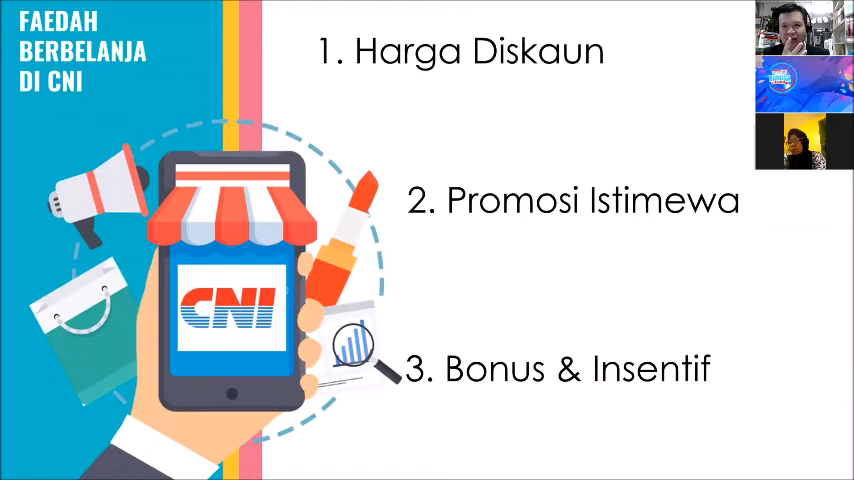 FAEDAH
BERBELANJA
DI CNI
1. Harga Diskaun
2. Promosi Istimewa
CNI
3. Bonus & Insentif